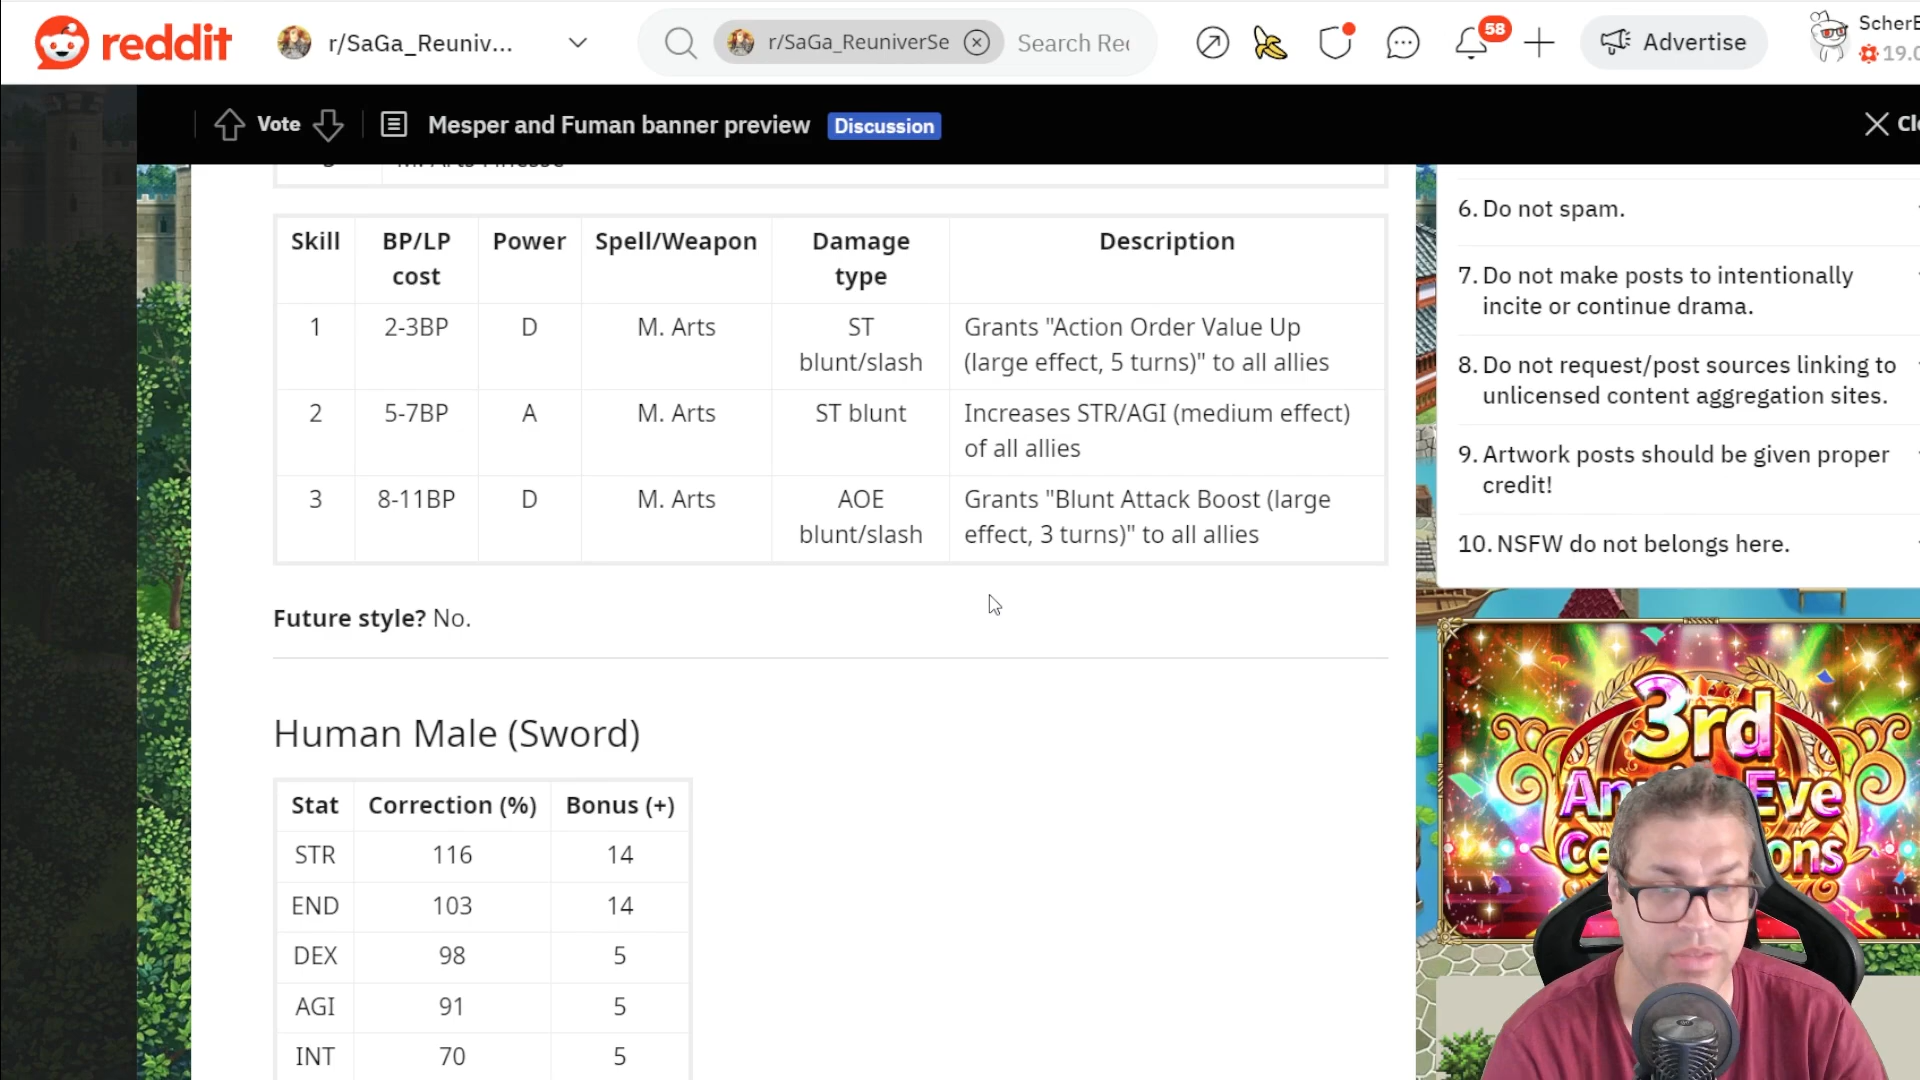 reddit
r/SaGa_Reuniv...
r/SaGa_ReuniverSe
Search Rec
58
Advertise
ScherE
19.0
Vote
Mesper and Fuman banner preview
Discussion
Skill BP/LP cost Power Spell/Weapon Damage type Description
1 2-3BP D M. Arts ST blunt/slash Grants "Action Order Value Up (large effect, 5 turns)" to all allies
2 5-7BP A M. Arts ST blunt Increases STR/AGI (medium effect) of all allies
3 8-11BP D M. Arts AOE blunt/slash Grants "Blunt Attack Boost (large effect, 3 turns)" to all allies
Future style? No.
Human Male (Sword)
Stat Correction (%) Bonus (+)
STR 116 14
END 103 14
DEX 98 5
AGI 91 5
INT 70 5
6. Do not spam.
7. Do not make posts to intentionally
incite or continue drama.
8. Do not request/post sources linking to
unlicensed content aggregation sites.
9. Artwork posts should be given proper
credit!
10. NSFW do not belongs here.
3rd
Eve